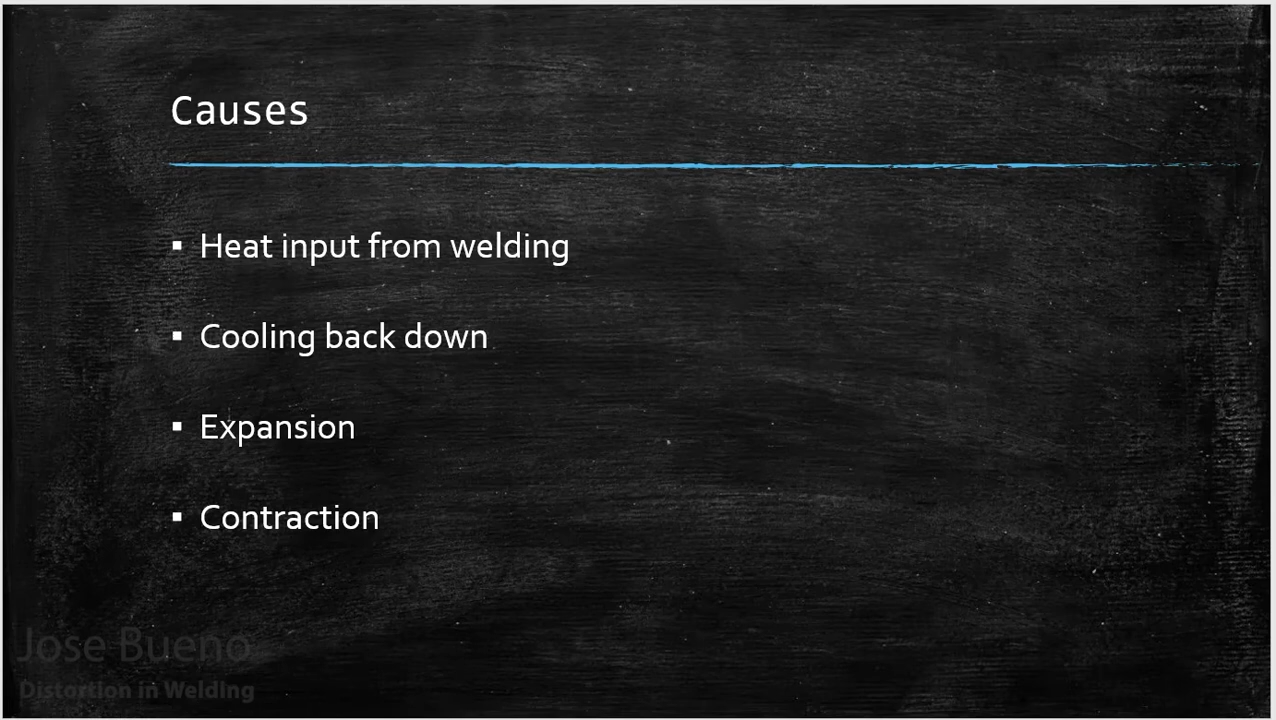 Causes
▪ Heat input from welding
▪ Cooling back down
▪ Expansion
▪ Contraction
Jose Bueno
Distortion in Welding